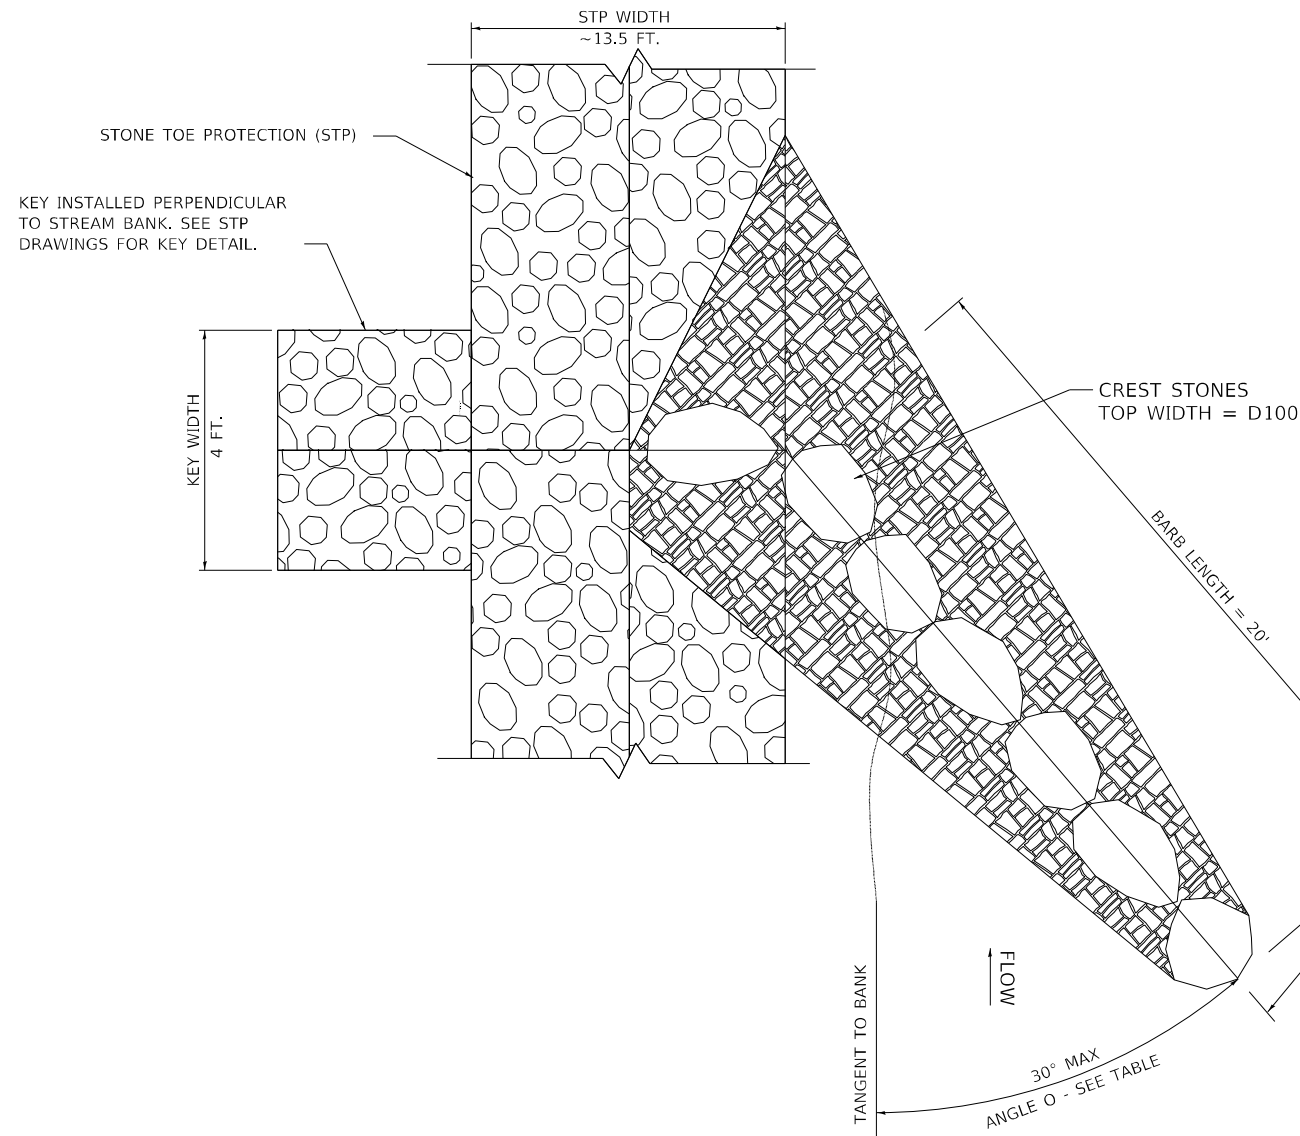 STP WIDTH
~13.5 FT.
STONE TOE PROTECTION (STP)
KEY INSTALLED PERPENDICULAR
TO STREAM BANK. SEE STP
DRAWINGS FOR KEY DETAIL.
KEY WIDTH
4 FT.
CREST STONES
TOP WIDTH = D100
BARB LENGTH = 20'
FLOW
TANGENT TO BANK
30° MAX
ANGLE O - SEE TABLE